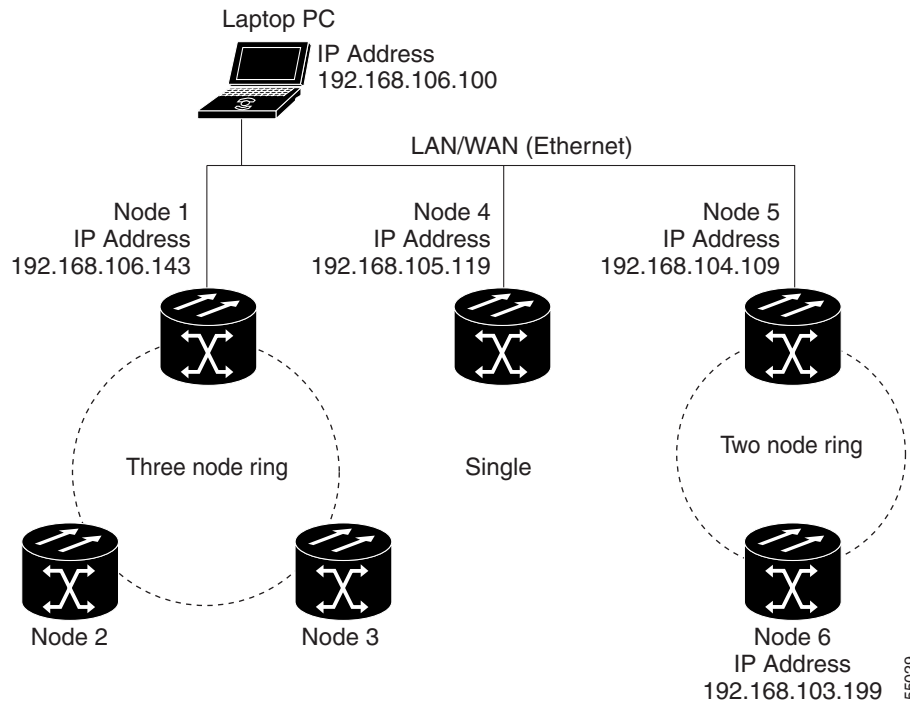 Laptop PC
IP Address
192.168.106.100
LAN/WAN (Ethernet)
Node 1
IP Address
192.168.106.143
Node 4
IP Address
192.168.105.119
Node 5
IP Address
192.168.104.109
Three node ring
Single
Two node ring
Node 2
Node 3
Node 6
IP Address
192.168.103.199